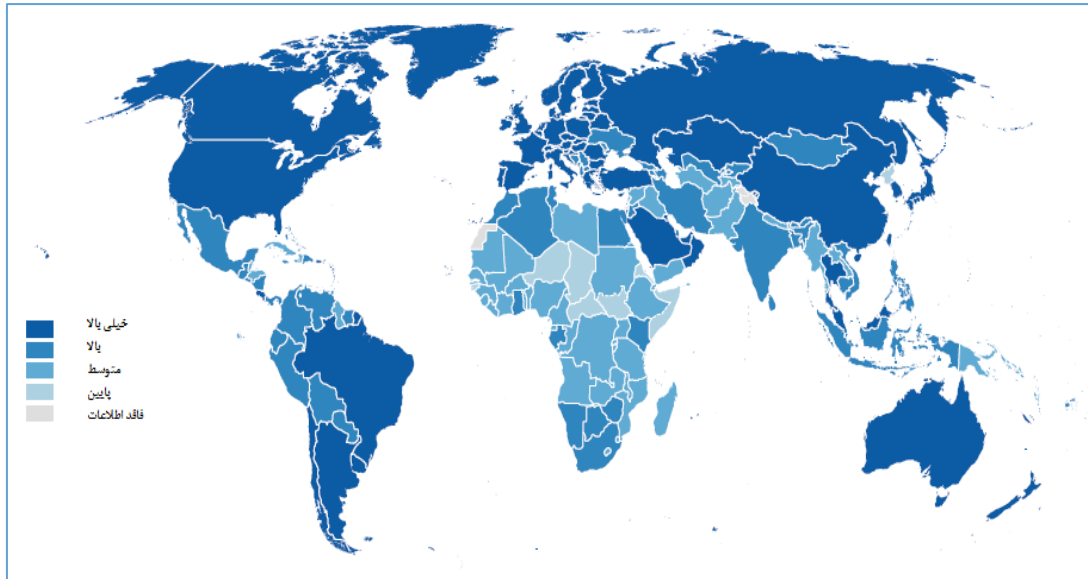 خیلی بالا
بالا
متوسط
پایین
فاقد اطلاعات